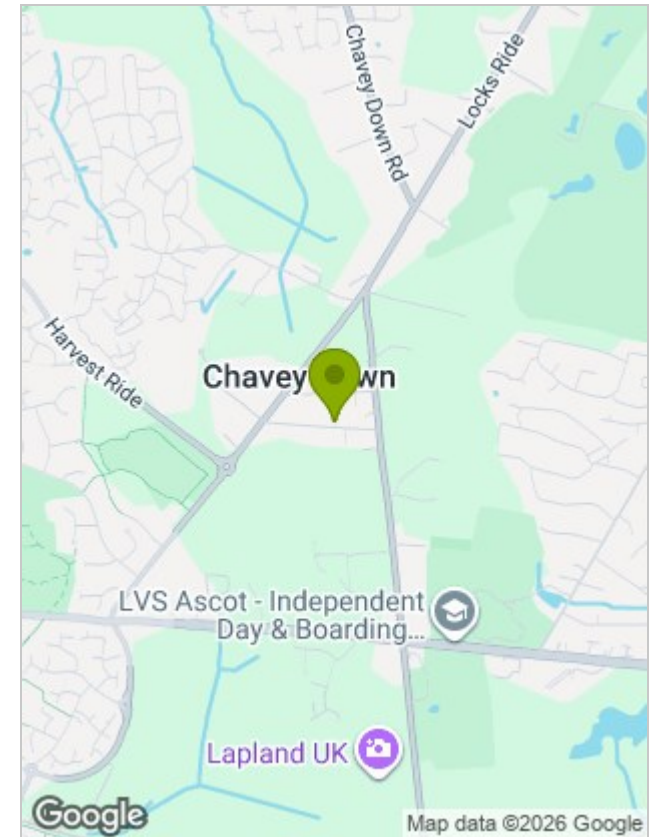 Chavey Down Rd
Locks Ride
Harvest Ride
Chavey wn
LVS Ascot - Independent
Day & Boarding...
Lapland UK
Google
Map data ©2026 Google